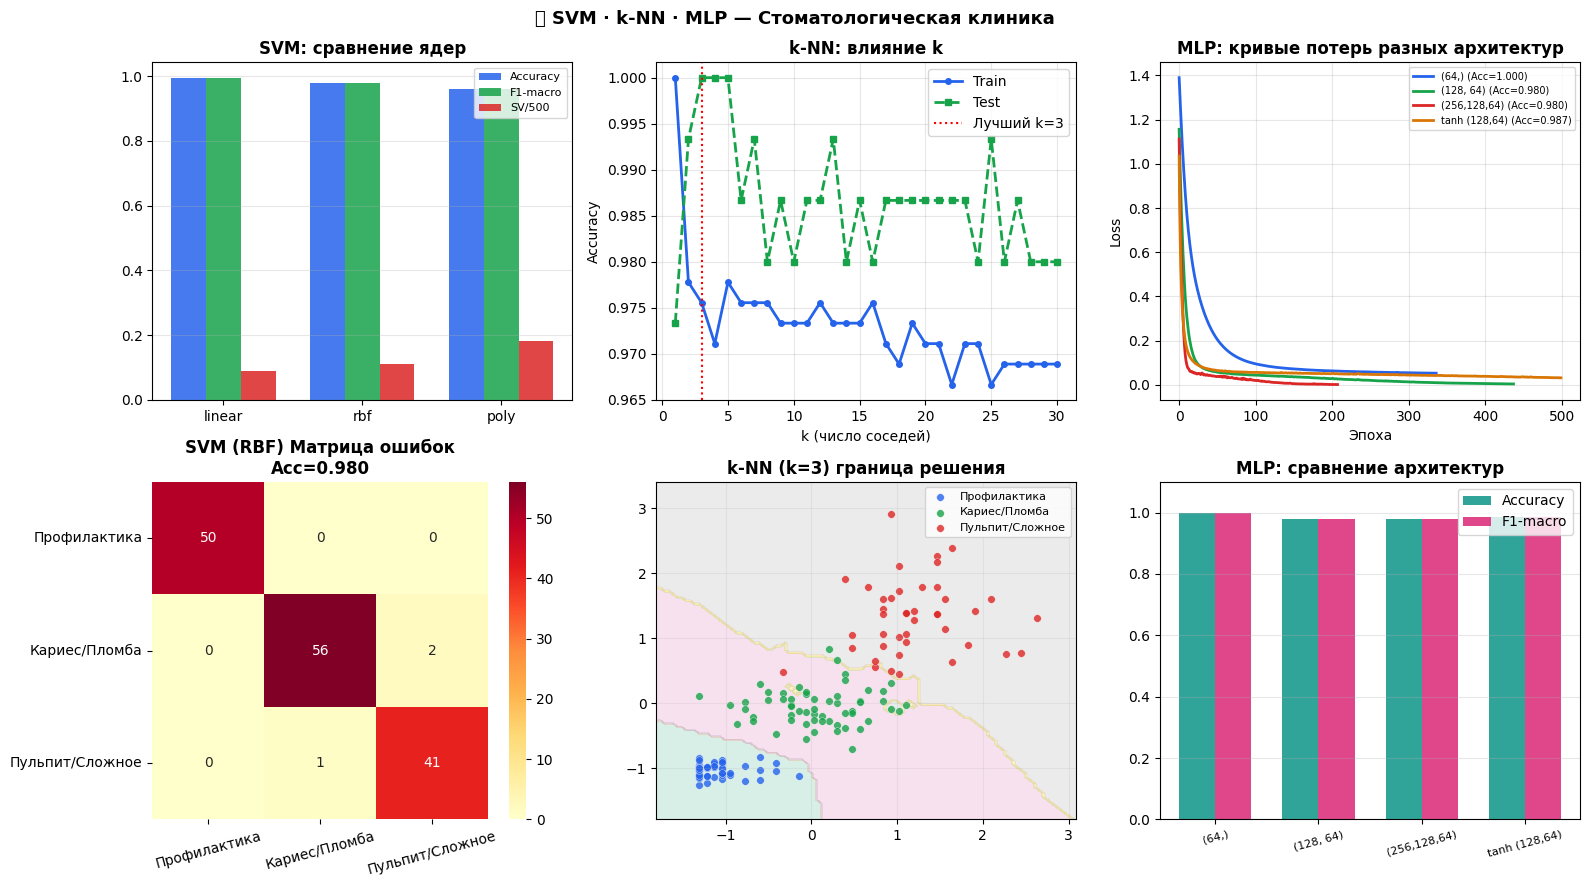 SVM · k-NN · MLP — Стоматологическая клиника
SVM: сравнение ядер
1.0
0.8
0.6
0.4
0.2
0.0
linear
rbf
poly
Accuracy
F1-macro
SV/500
k-NN: влияние k
Accuracy
1.000
0.995
0.990
0.985
0.980
0.975
0.970
0.965
0
5
10
15
20
25
30
k (число соседей)
Train
Test
Лучший k=3
MLP: кривые потерь разных архитектур
Loss
1.4
1.2
1.0
0.8
0.6
0.4
0.2
0.0
0
100
200
300
400
500
Эпоха
(64,) (Acc=1.000)
(128, 64) (Acc=0.980)
(256,128,64) (Acc=0.980)
tanh (128,64) (Acc=0.987)
SVM (RBF) Матрица ошибок
Acc=0.980
Профилактика
Кариес/Пломба
Пульпит/Сложное
50
0
0
0
56
2
0
1
41
Профилактика
Кариес/Пломба
Пульпит/Сложное
50
40
30
20
10
0
k-NN (k=3) граница решения
3
2
1
0
−1
−1
0
1
2
3
Профилактика
Кариес/Пломба
Пульпит/Сложное
MLP: сравнение архитектур
1.0
0.8
0.6
0.4
0.2
0.0
(64,)
(128, 64)
(256,128,64)
tanh (128,64)
Accuracy
F1-macro